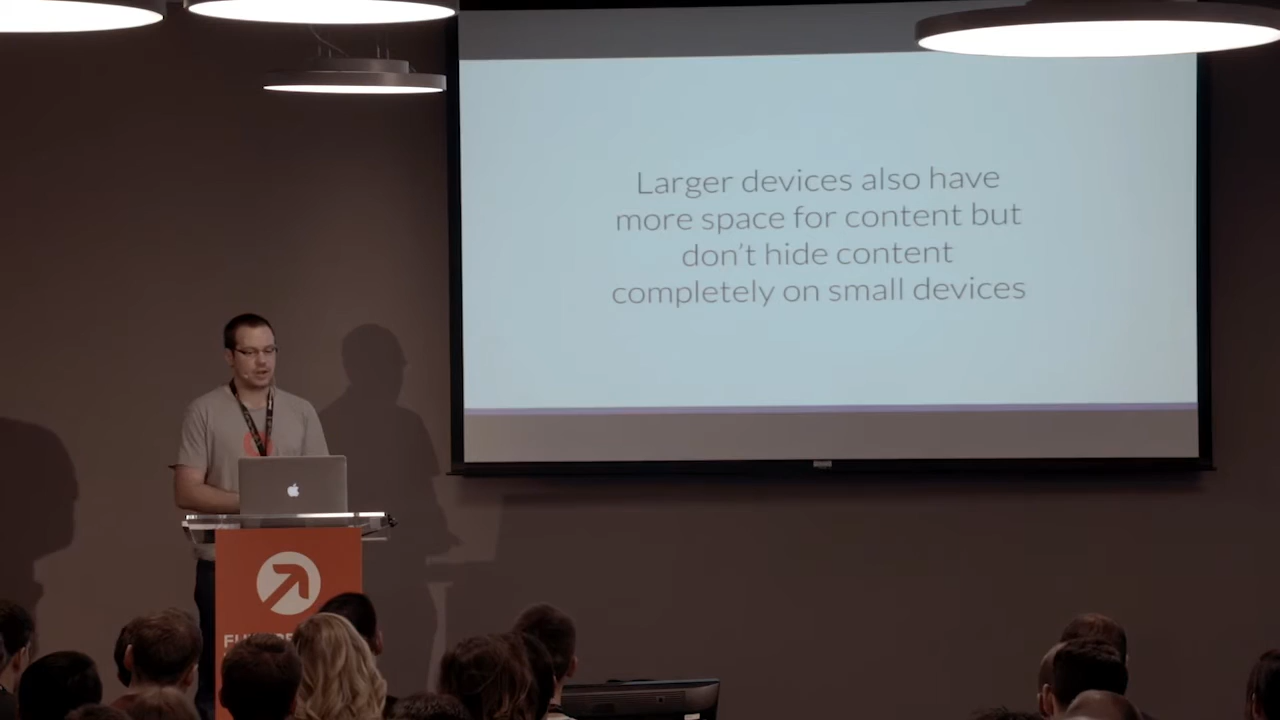 Larger devices also have
more space for content but
don't hide content
completely on small devices